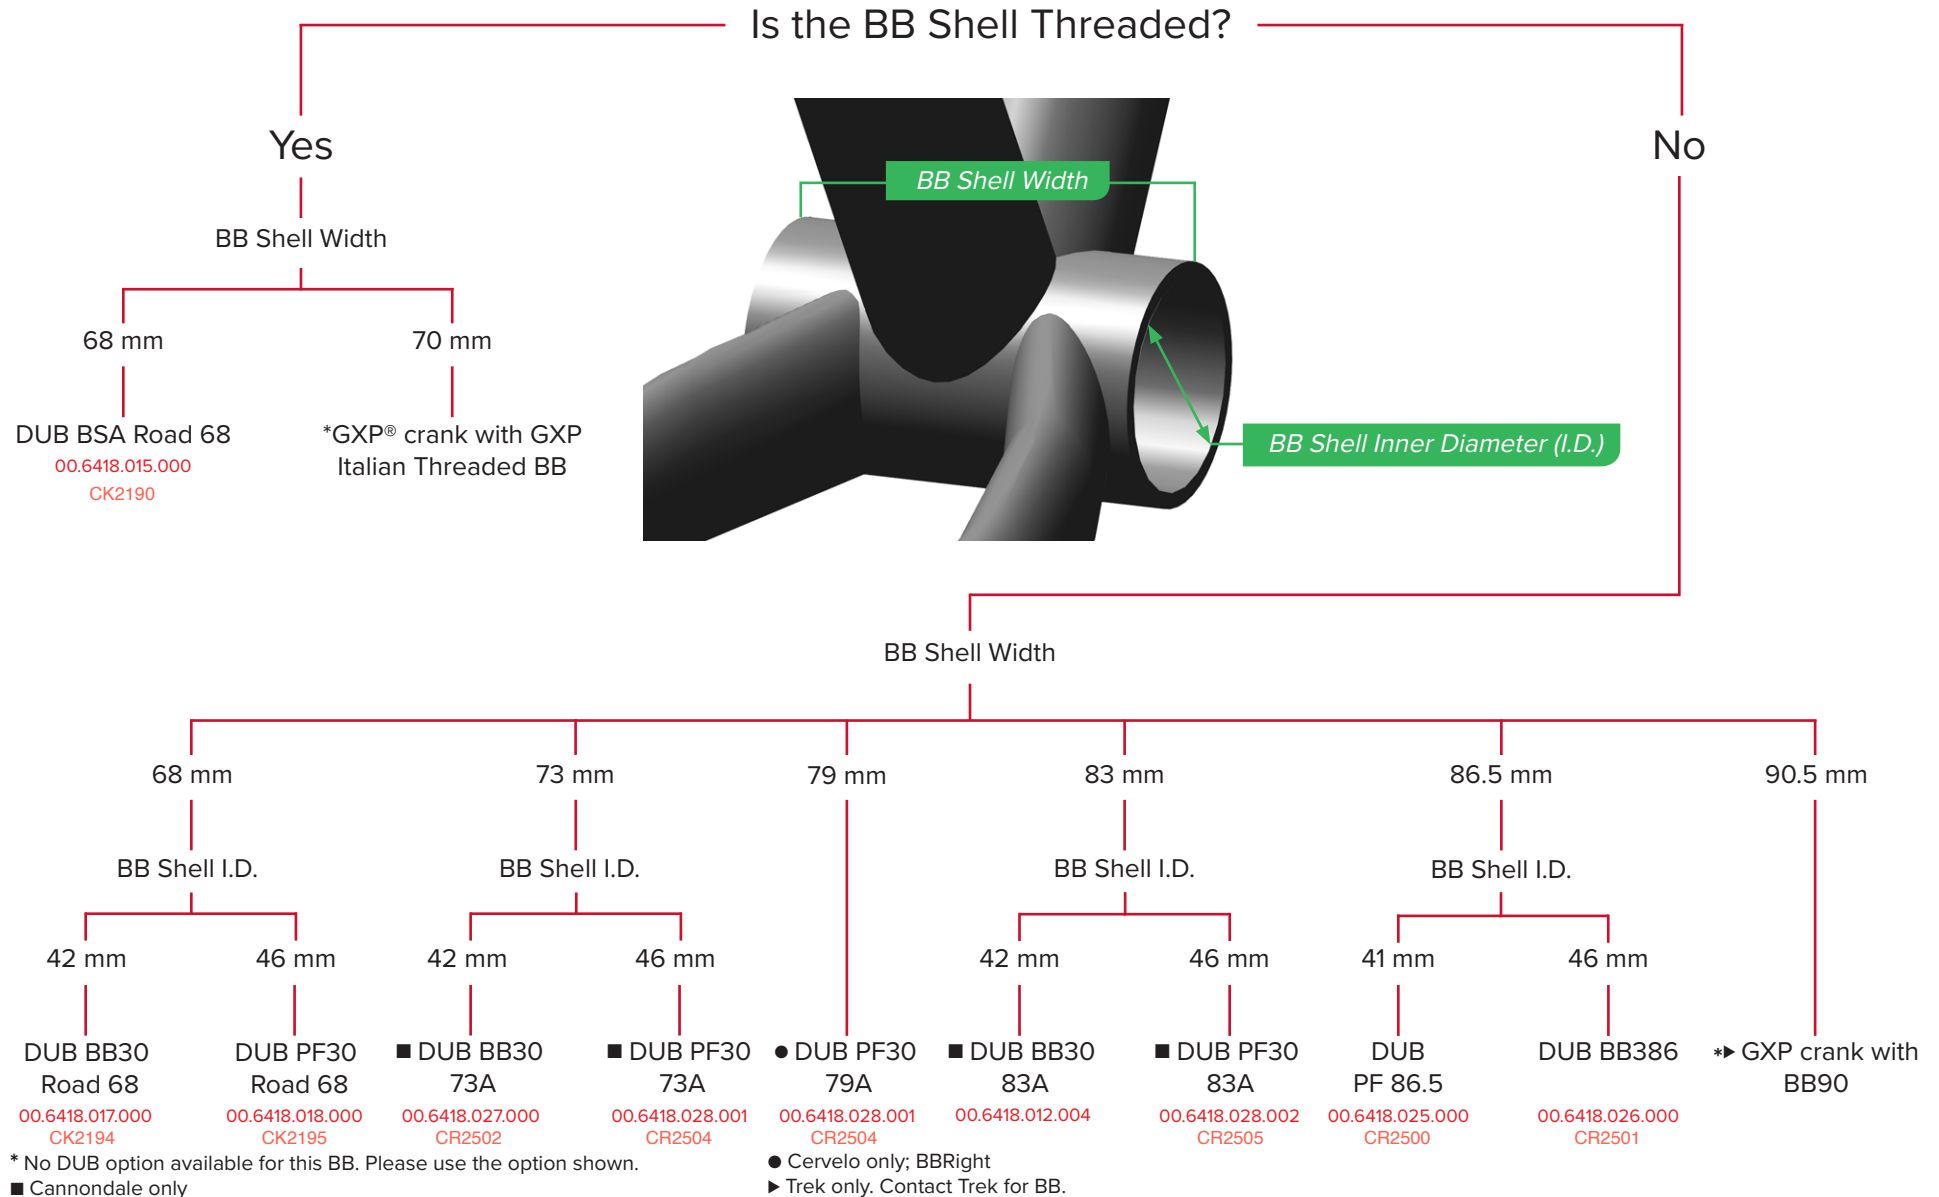 Is the BB Shell Threaded?
Yes
No
BB Shell Width
BB Shell Width
68 mm
70 mm
DUB BSA Road 68
00.6418.015.000
CK2190
*GXP® crank with GXP
Italian Threaded BB
BB Shell Inner Diameter (I.D.)
BB Shell Width
68 mm
73 mm
79 mm
83 mm
86.5 mm
90.5 mm
BB Shell I.D.
BB Shell I.D.
BB Shell I.D.
BB Shell I.D.
42 mm
46 mm
42 mm
46 mm
42 mm
46 mm
41 mm
46 mm
DUB BB30
Road 68
00.6418.017.000
CK2194
DUB PF30
Road 68
00.6418.018.000
CK2195
■ DUB BB30
73A
00.6418.027.000
CR2502
■ DUB PF30
73A
00.6418.028.001
CR2504
● DUB PF30
79A
00.6418.028.001
CR2504
■ DUB BB30
83A
00.6418.012.004
■ DUB PF30
83A
00.6418.028.002
CR2505
DUB
PF 86.5
00.6418.025.000
CR2500
DUB BB386
00.6418.026.000
CR2501
*▶ GXP crank with
BB90
* No DUB option available for this BB. Please use the option shown.
■ Cannondale only
● Cervelo only; BBRight
▶ Trek only. Contact Trek for BB.